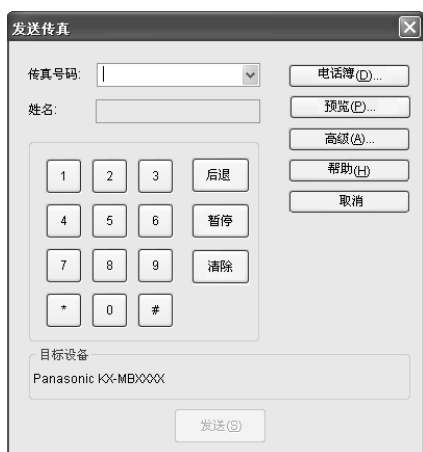 发送传真
传真号码:
电话簿(D)...
姓名:
预览(P)...
高级(A)...
帮助(H)
取消
1 2 3 后退
4 5 6 暂停
7 8 9 清除
* 0 #
目标设备
Panasonic KX-MBXXXX
发送(S)